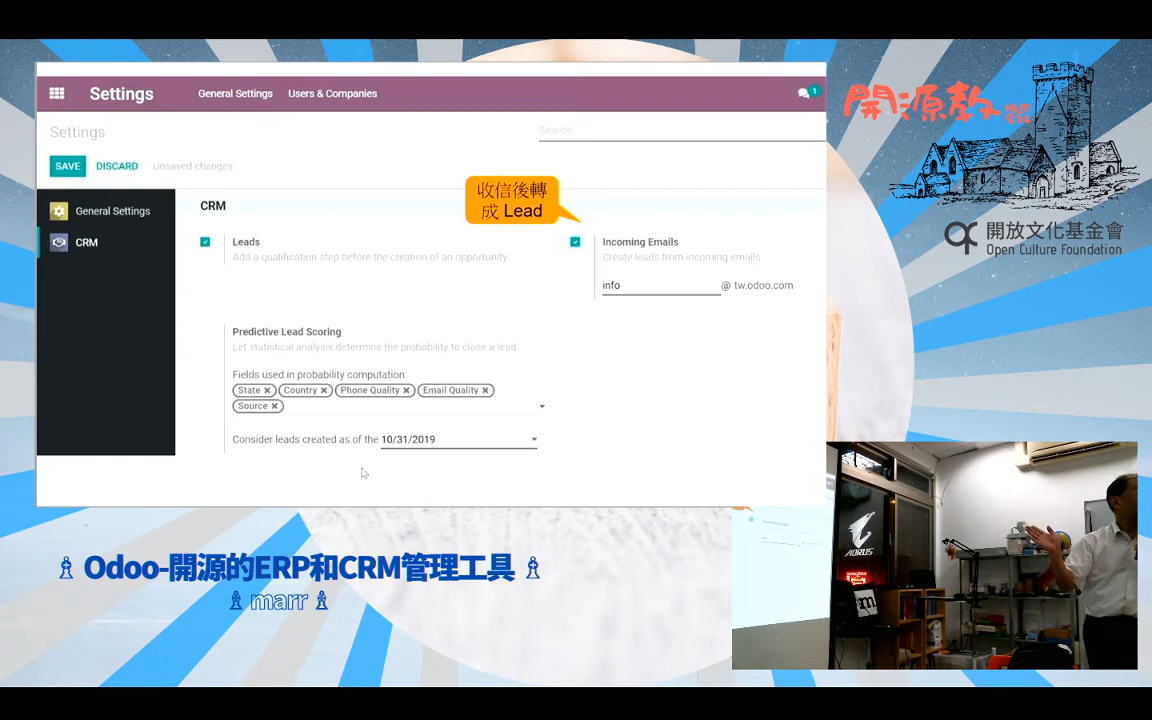 Settings
General Settings
Users & Companies
1
開源教
Settings
Search
SAVE
DISCARD
Unsaved changes
收信後轉
成 Lead
General Settings
CRM
CRM
開放文化基金會
Open Culture Foundation
Leads
Add a qualification step before the creation of an opportunity
Incoming Emails
Create leads from incoming emails
info
@ tw.odoo.com
Predictive Lead Scoring
Let statistical analysis determine the probability to close a lead
Fields used in probability computation:
State ×
Country ×
Phone Quality ×
Email Quality ×
Source ×
Consider leads created as of the 10/31/2019
AORUS
m
Odoo-開源的ERP和CRM管理工具
marr